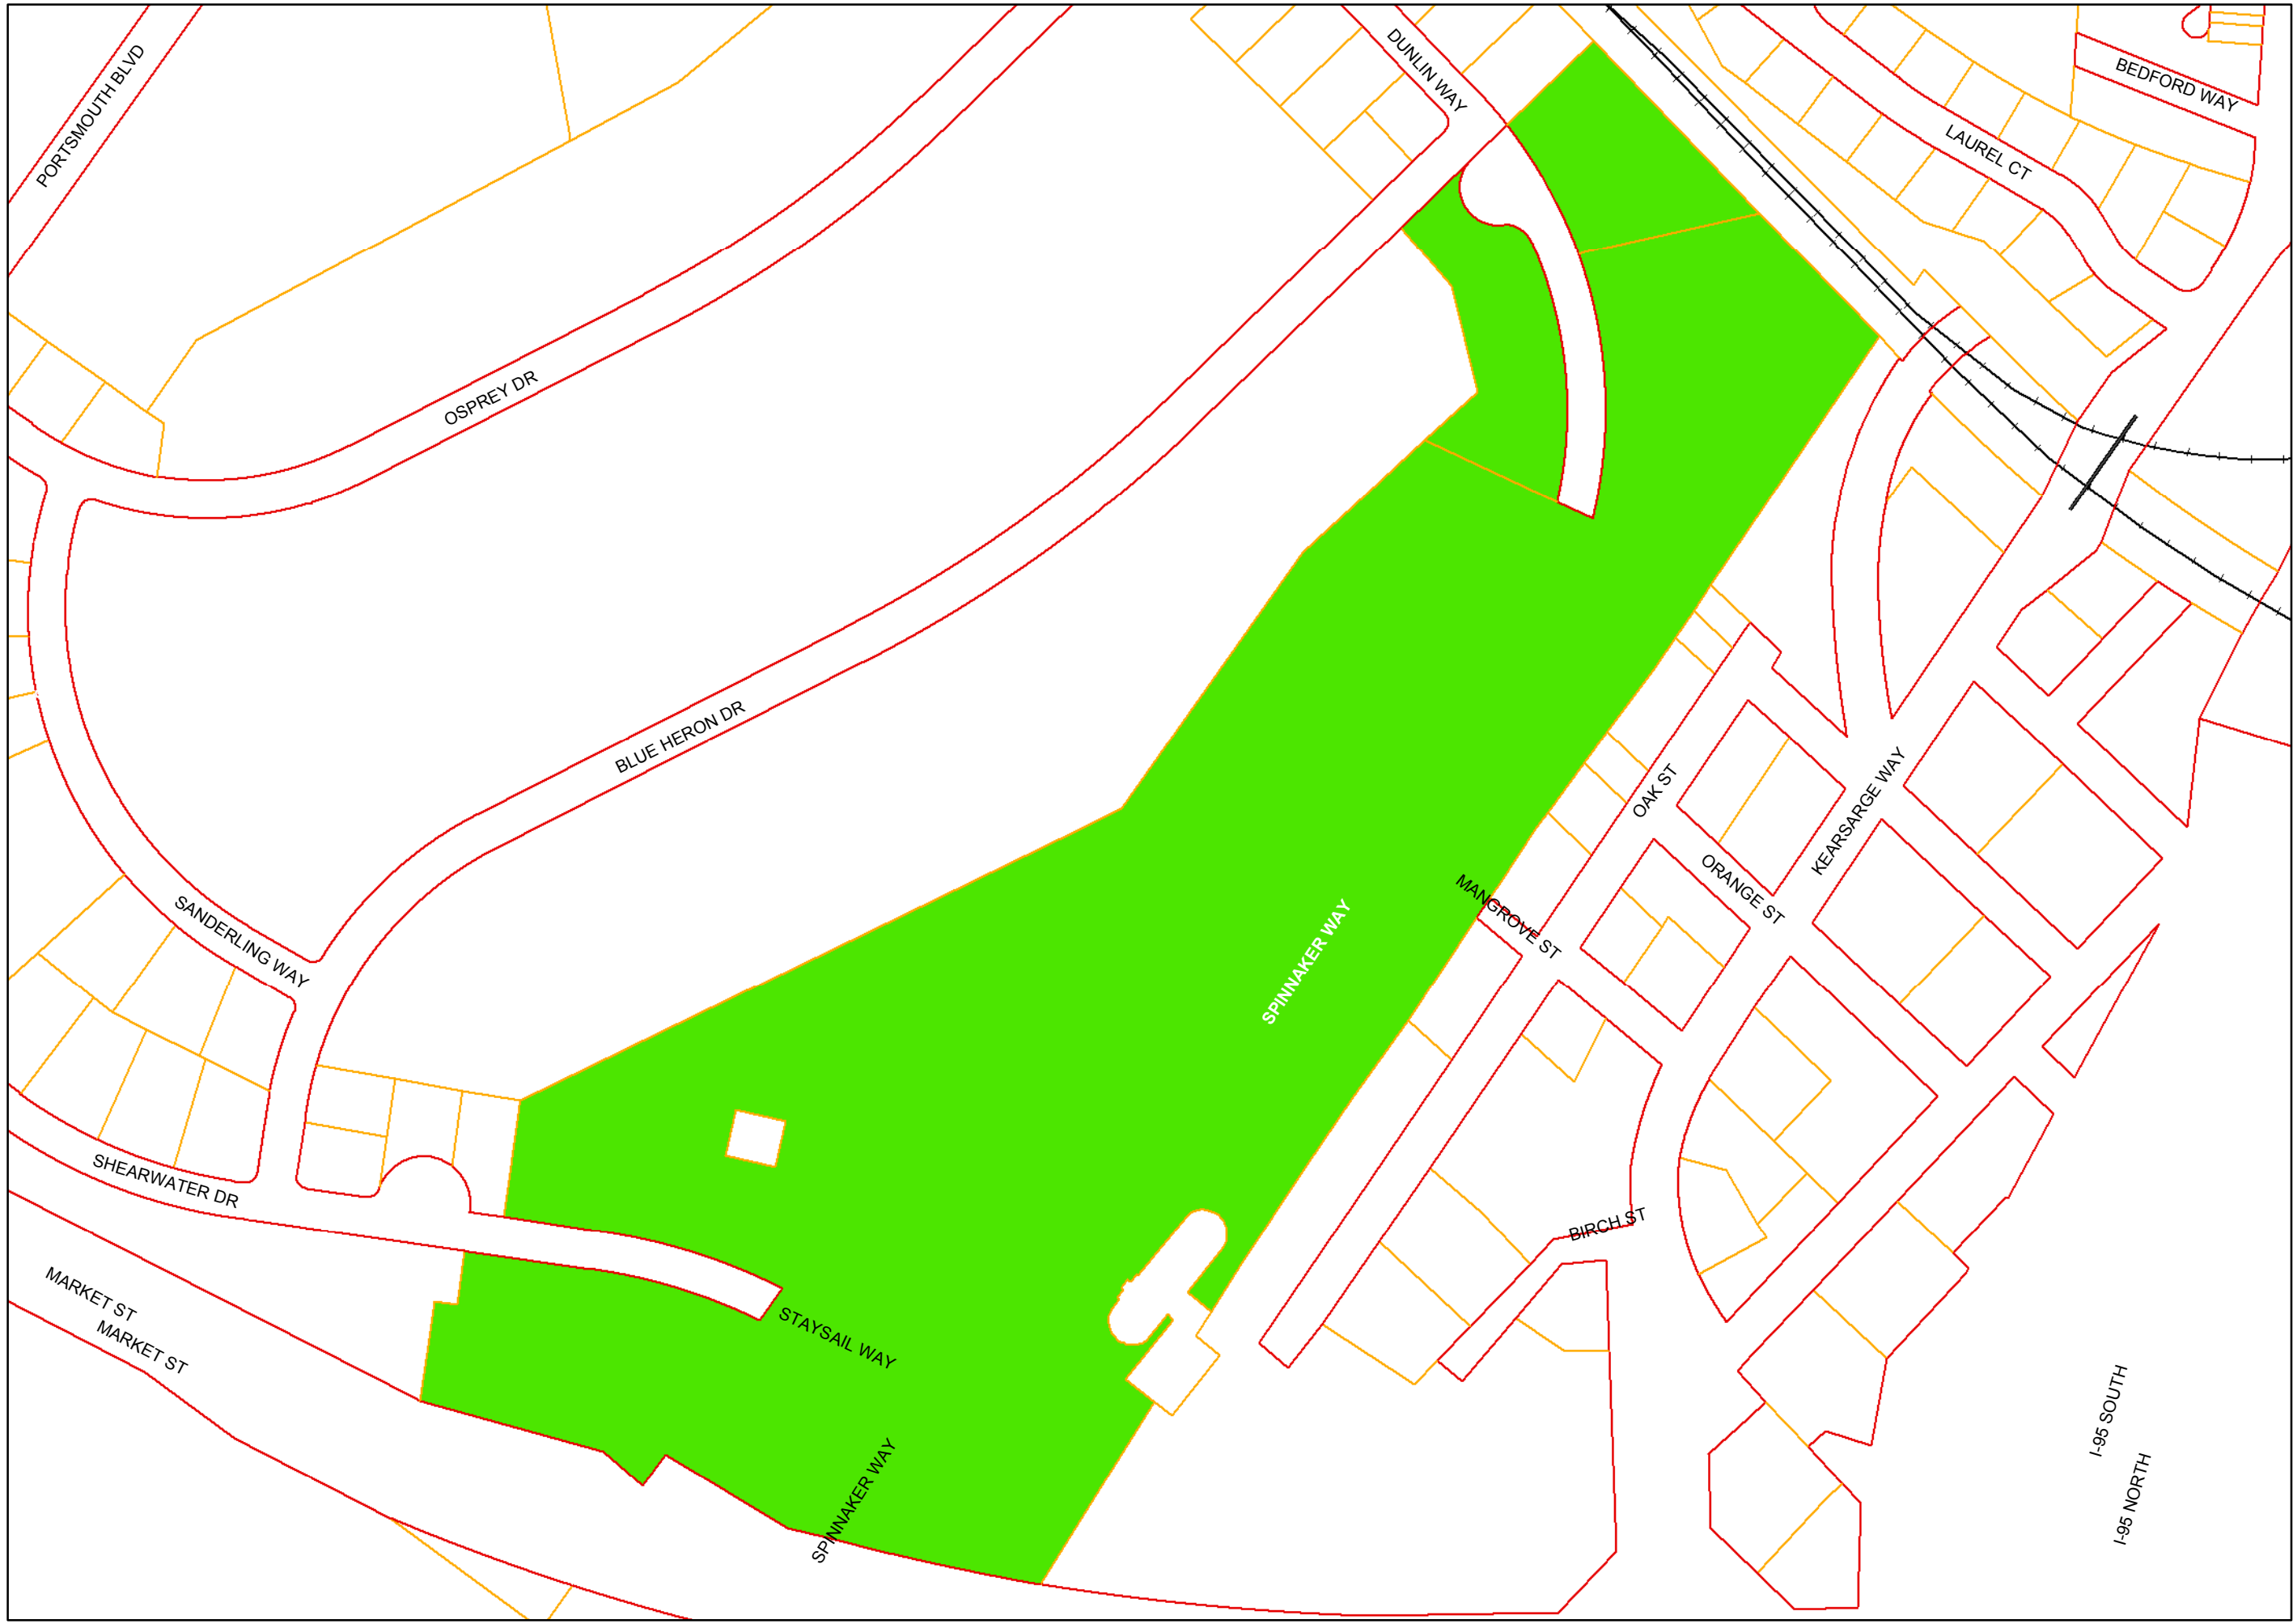 DUNLIN WAY
PORTSMOUTH BLVD
BEDFORD WAY
LAUREL CT
OSPREY DR
BLUE HERON DR
OAK ST
KEARSARGE WAY
ORANGE ST
MANGROVE ST
SPINNAKER WAY
SANDERLING WAY
SHEARWATER DR
BIRCH ST
MARKET ST
MARKET ST
STAYSAIL WAY
SPINNAKER WAY
I-95 SOUTH
I-95 NORTH